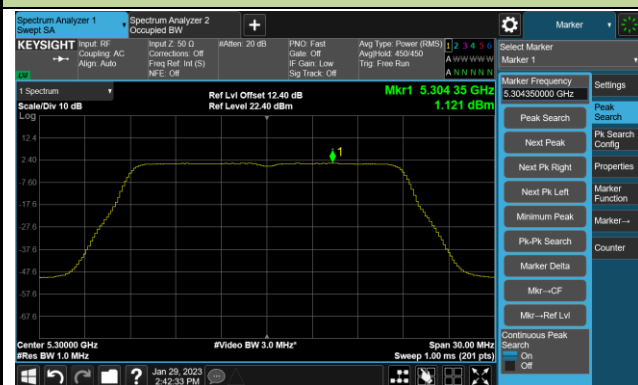 Spectrum Analyzer 1
Swept SA
Spectrum Analyzer 2
Occupied BW
Marker
KEYSIGHT
Input: RF
Coupling: AC
Align: Auto
Input Z: 50 Ω
Corrections: Off
Freq Ref: Int (S)
NFE: Off
#Atten: 20 dB
PNO: Fast
Gate: Off
IF Gain: Low
Sig Track: Off
Avg Type: Power (RMS)
Avg|Hold: 450/450
Trig: Free Run
1 2 3 4 5 6
A W W W W W
A N N N N N
Select Marker
Marker 1
LXI
1 Spectrum
Scale/Div 10 dB
Log
Ref Lvl Offset 12.40 dB
Ref Level 22.40 dBm
Mkr1 5.304 35 GHz
1.121 dBm
12.4
2.40
-7.60
-17.6
-27.6
-37.6
-47.6
-57.6
-67.6
1
Center 5.30000 GHz
#Res BW 1.0 MHz
#Video BW 3.0 MHz*
Span 30.00 MHz
Sweep 1.00 ms (201 pts)
Marker Frequency
5.304350000 GHz
Peak Search
Next Peak
Next Pk Right
Next Pk Left
Minimum Peak
Pk-Pk Search
Marker Delta
Mkr→CF
Mkr→Ref Lvl
Continuous Peak
Search
On
Off
Settings
Peak
Search
Pk Search
Config
Properties
Marker
Function
Marker→
Counter
?
Jan 29, 2023
2:42:33 PM